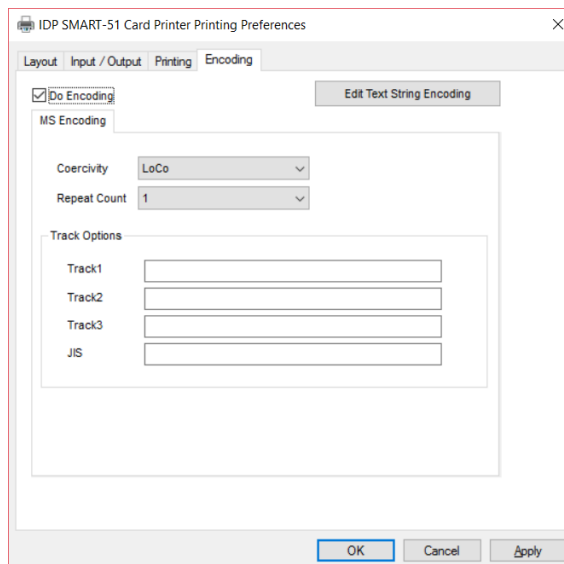 IDP SMART-51 Card Printer Printing Preferences
Layout Input / Output Printing Encoding
Do Encoding Edit Text String Encoding
MS Encoding
Coercivity LoCo
Repeat Count 1
Track Options
Track1
Track2
Track3
JIS
OK Cancel Apply